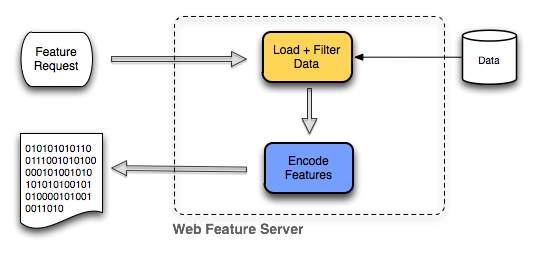 Feature
Request
Load + Filter
Data
Data
010101010110
0111001010100
000101001010
101010100101
010000101001
0011010
Encode
Features
Web Feature Server